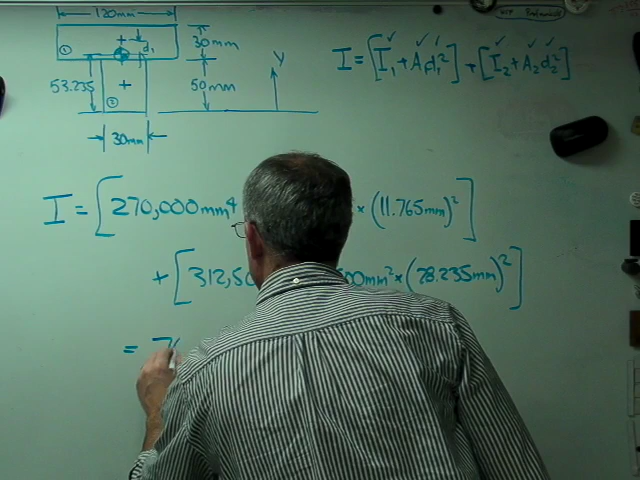 120mm
① + d₁ 30mm
53.235 + ② 50mm Y
30mm
I = [I₁ + A₁d₁²] + [I₂ + A₂d₂²]
I = [270,000mm⁴ × (11.765mm)²]
+ [312,50 00mm² × (28.235mm)²]
= 7